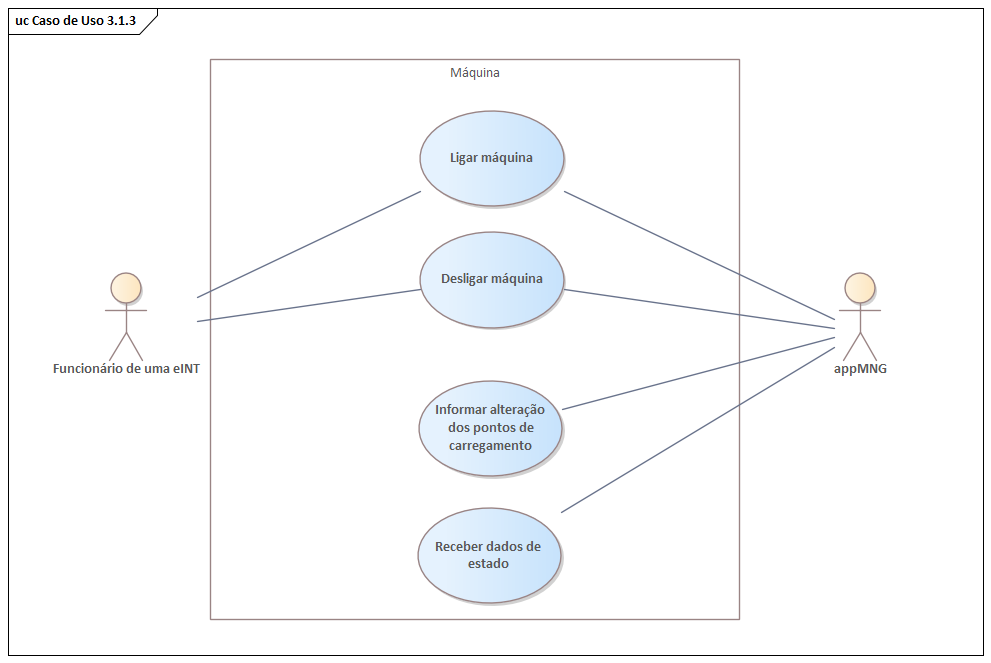 uc Caso de Uso 3.1.3
Máquina
Ligar máquina
Desligar máquina
Funcionário de uma eINT
appMNG
Informar alteração
dos pontos de
carregamento
Receber dados de
estado